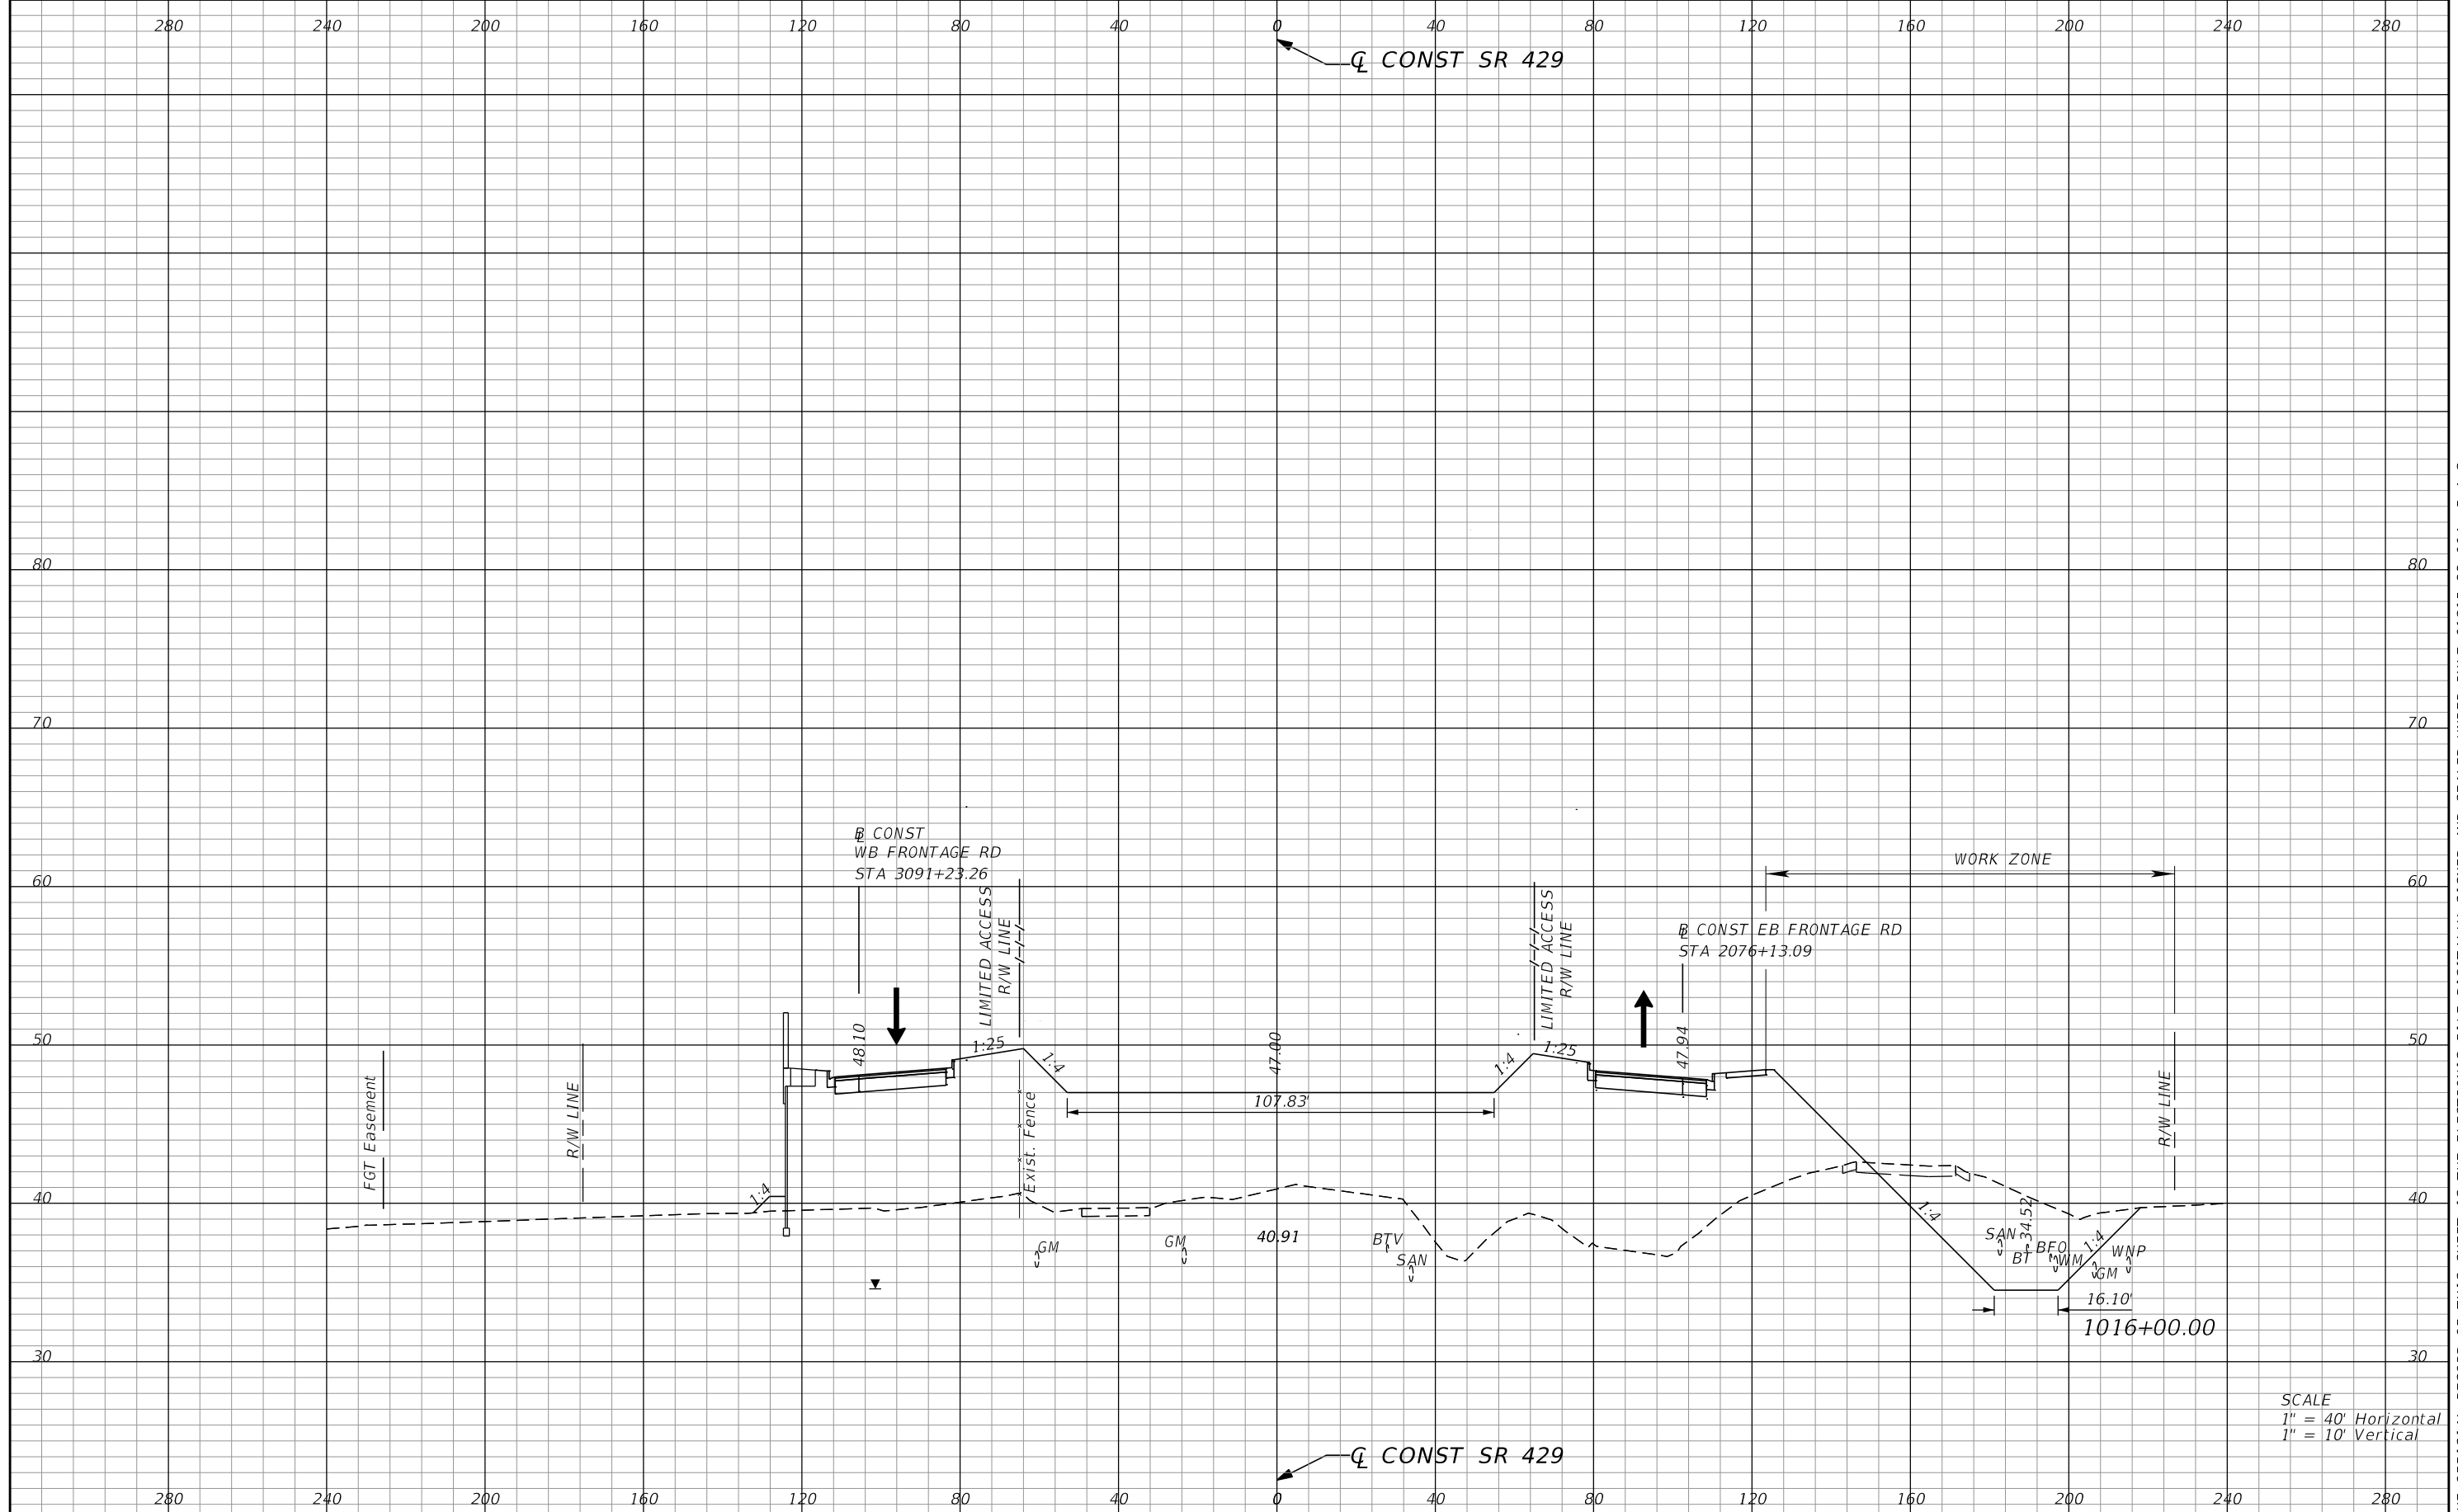 280 240 200 160 120 80 40 0 40 80 120 160 200 240 280
℄ CONST SR 429
80 80
70 70
60 60
50 50
40 40
30 30
B CONST
WB FRONTAGE RD
STA 3091+23.26
LIMITED ACCESS
R/W LINE
LIMITED ACCESS
R/W LINE
WORK ZONE
B CONST EB FRONTAGE RD
STA 2076+13.09
FGT Easement
R/W LINE
1:4
48.10
1:25
1:4
Exist. Fence
47.00
107.83'
1:4
1:25
47.94
R/W LINE
1:4
34.52
1:4
GM
GM
40.91
BTV
SAN
SAN
BT
BFO
WM
GM
WNP
16.10'
1016+00.00
SCALE
1" = 40' Horizontal
1" = 10' Vertical
℄ CONST SR 429
280 240 200 160 120 80 40 0 40 80 120 160 200 240 280